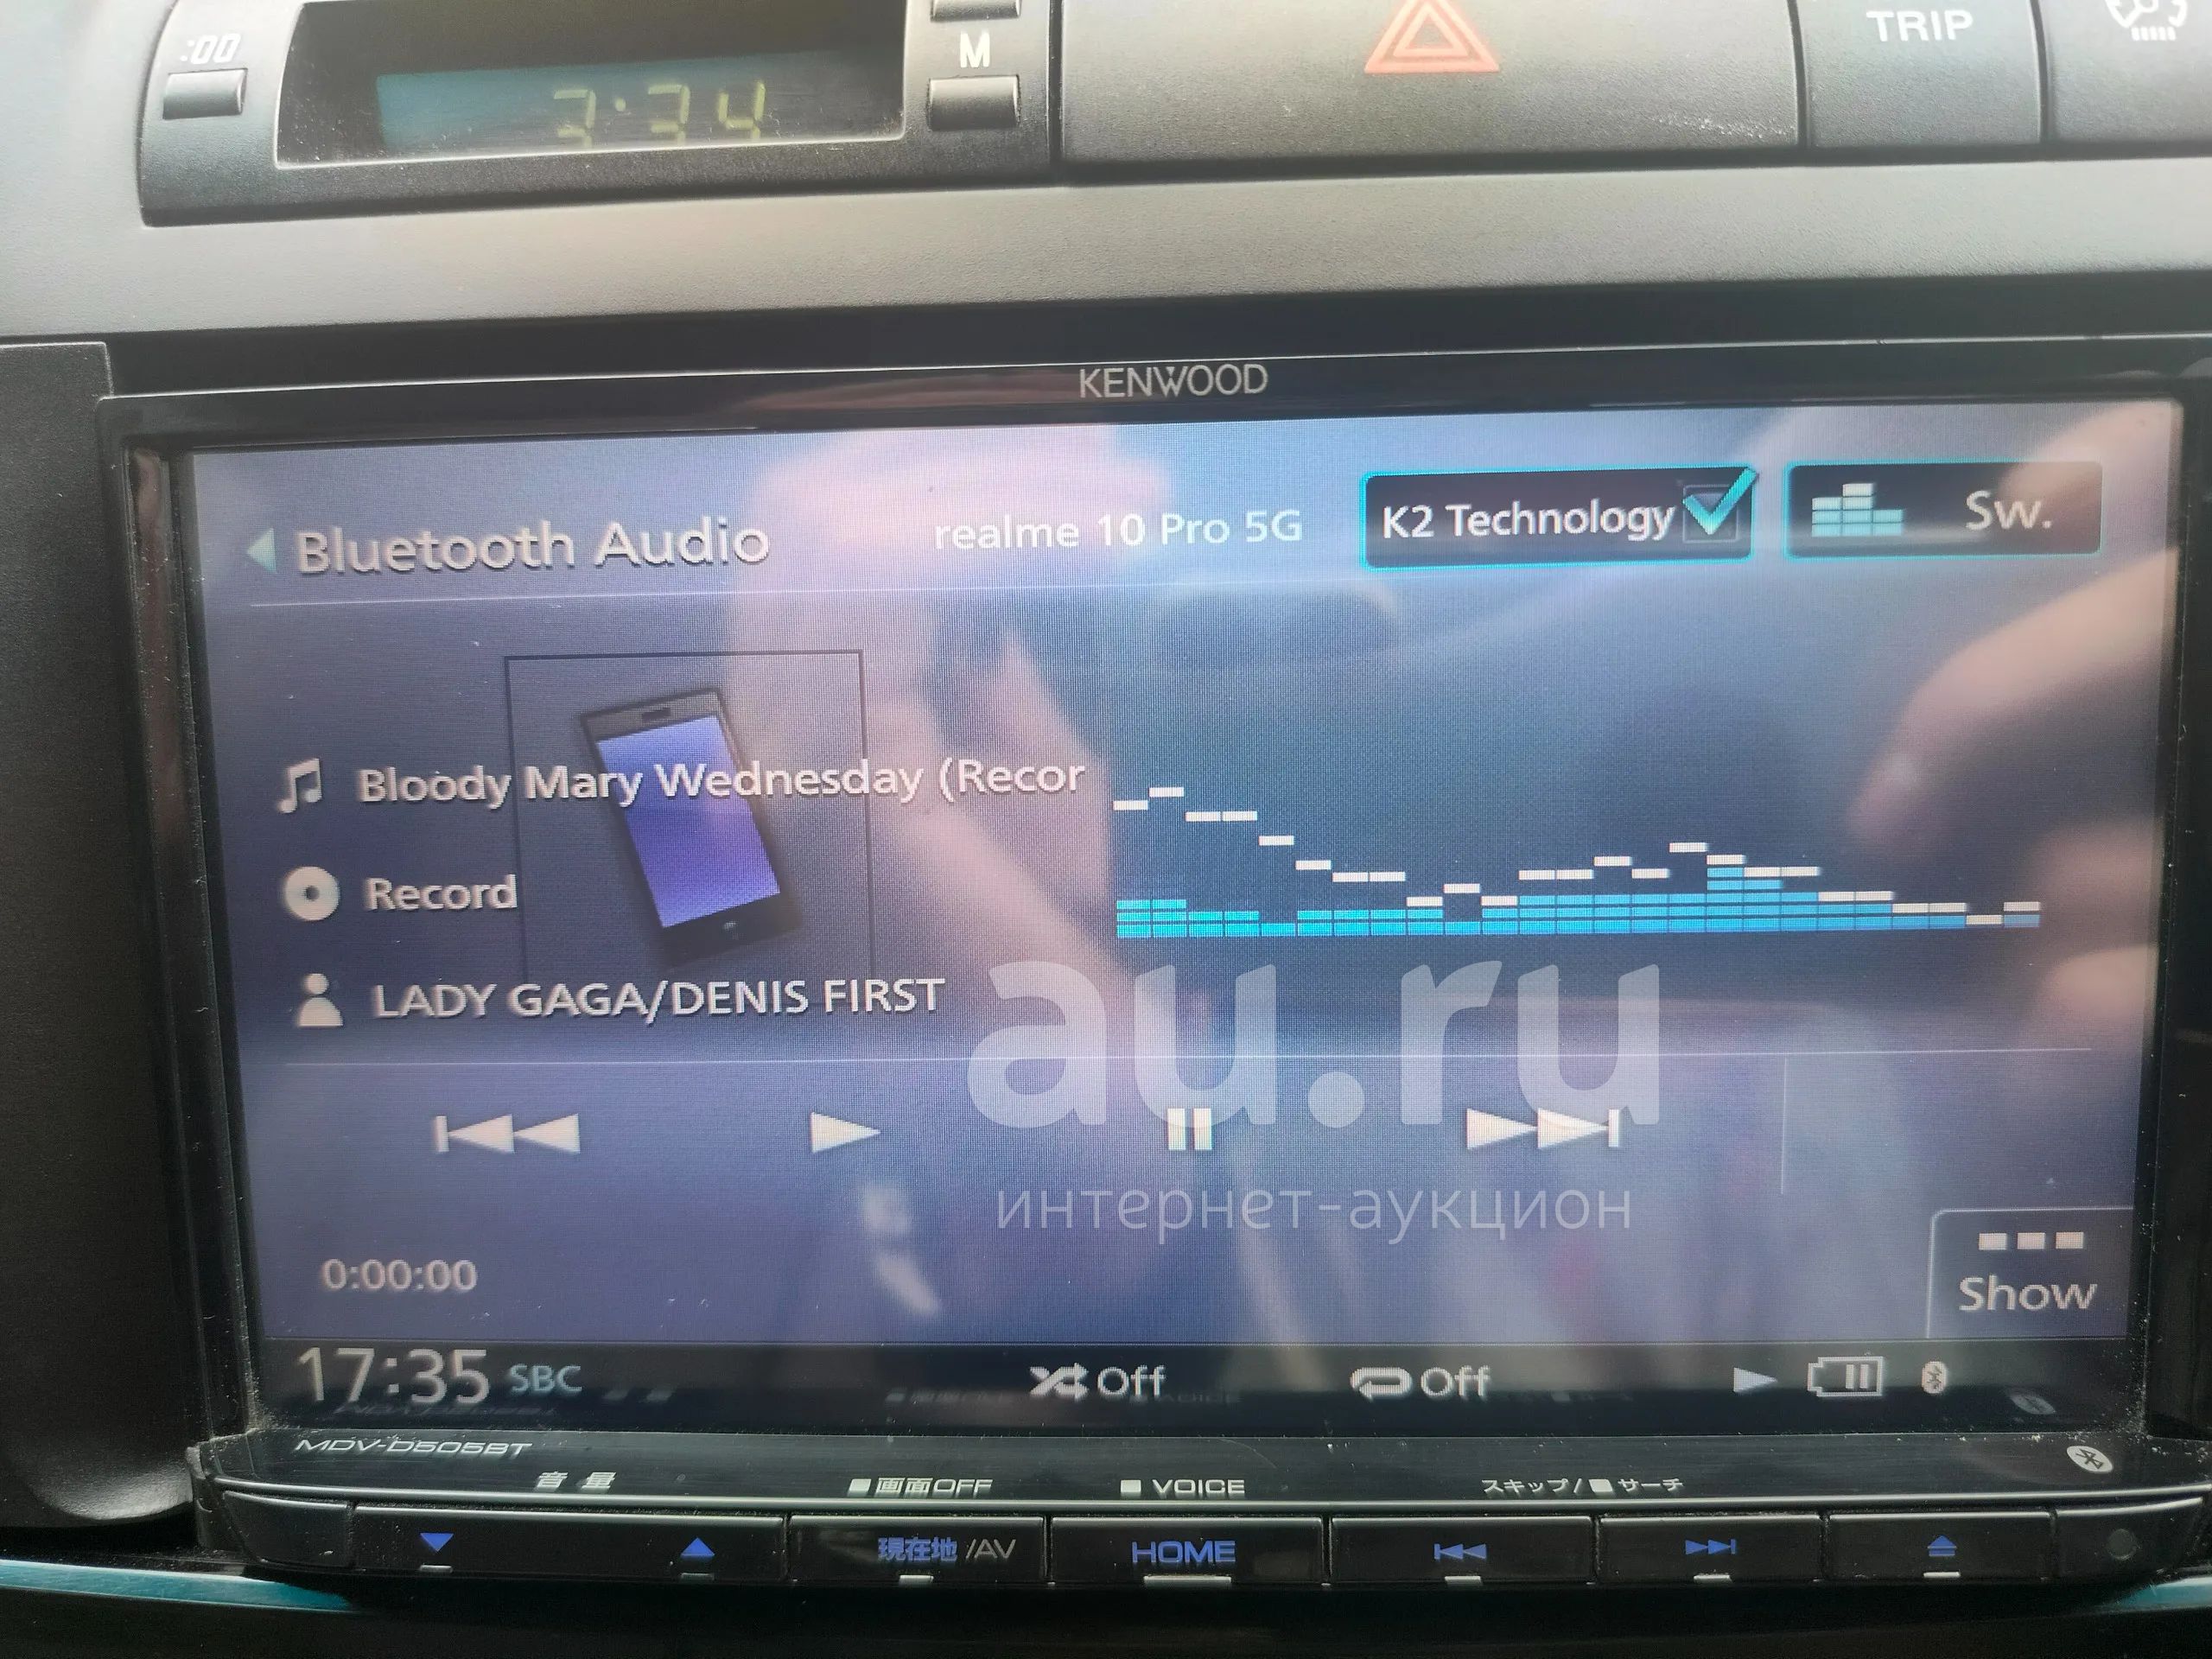 :00
3:34
M
TRIP
KENWOOD
Bluetooth Audio
realme 10 Pro 5G
K2 Technology
Sw.
Bloody Mary Wednesday (Recor
Record
LADY GAGA/DENIS FIRST
au.ru
интернет-аукцион
0:00:00
Show
17:35 SBC
Off
Off
MDV-D505BT
音量
■画面OFF
■ VOICE
スキップ/■サーチ
現在地/AV
HOME